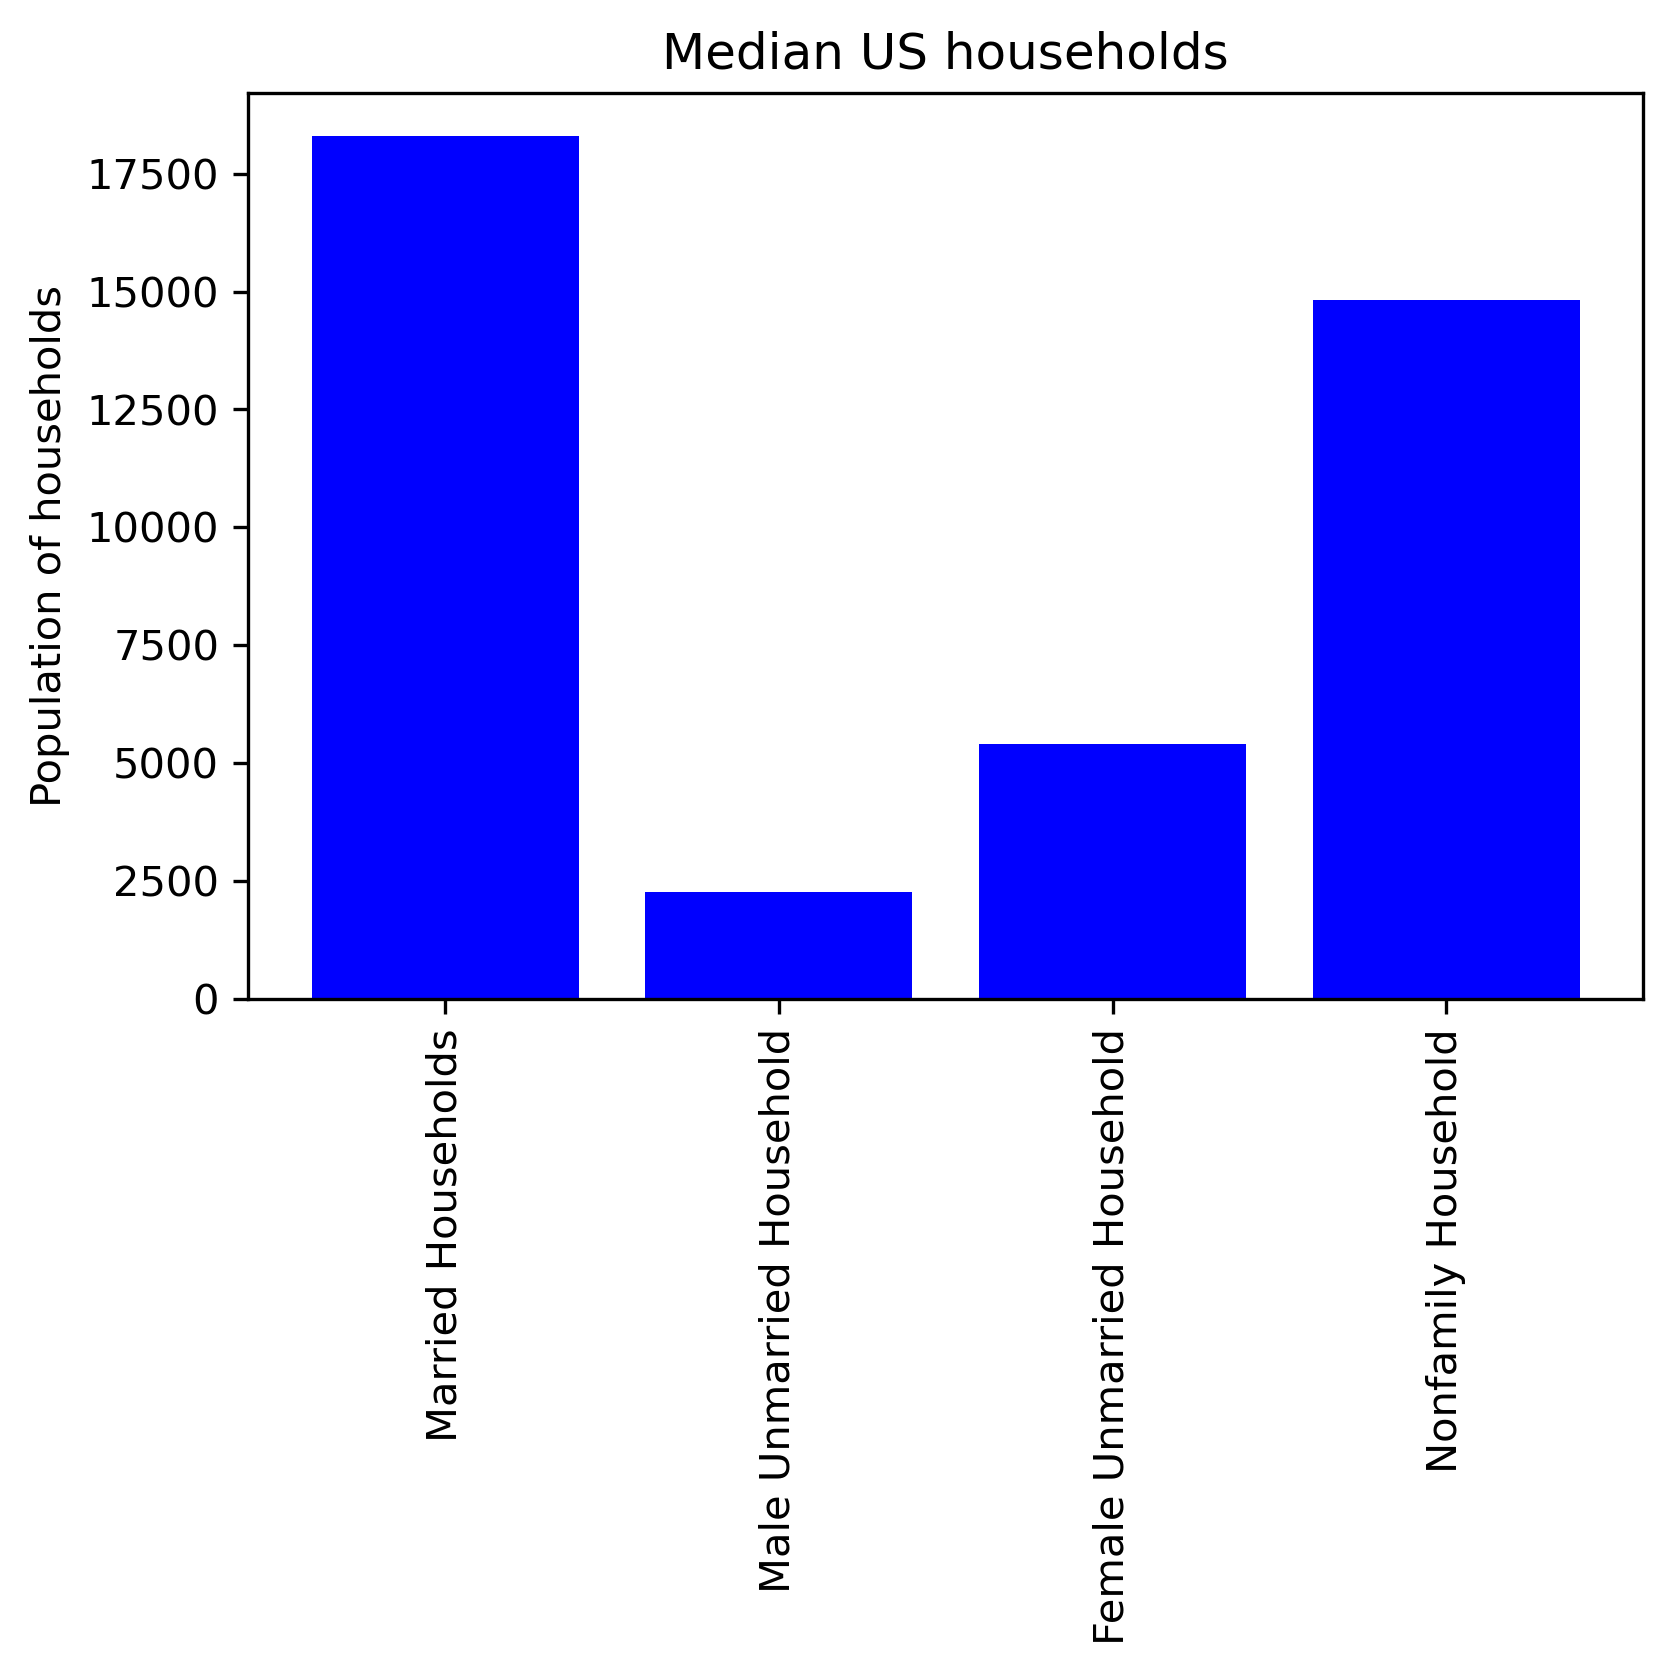 Median US households
Population of households
17500
15000
12500
10000
7500
5000
2500
0
Married Households
Male Unmarried Household
Female Unmarried Household
Nonfamily Household